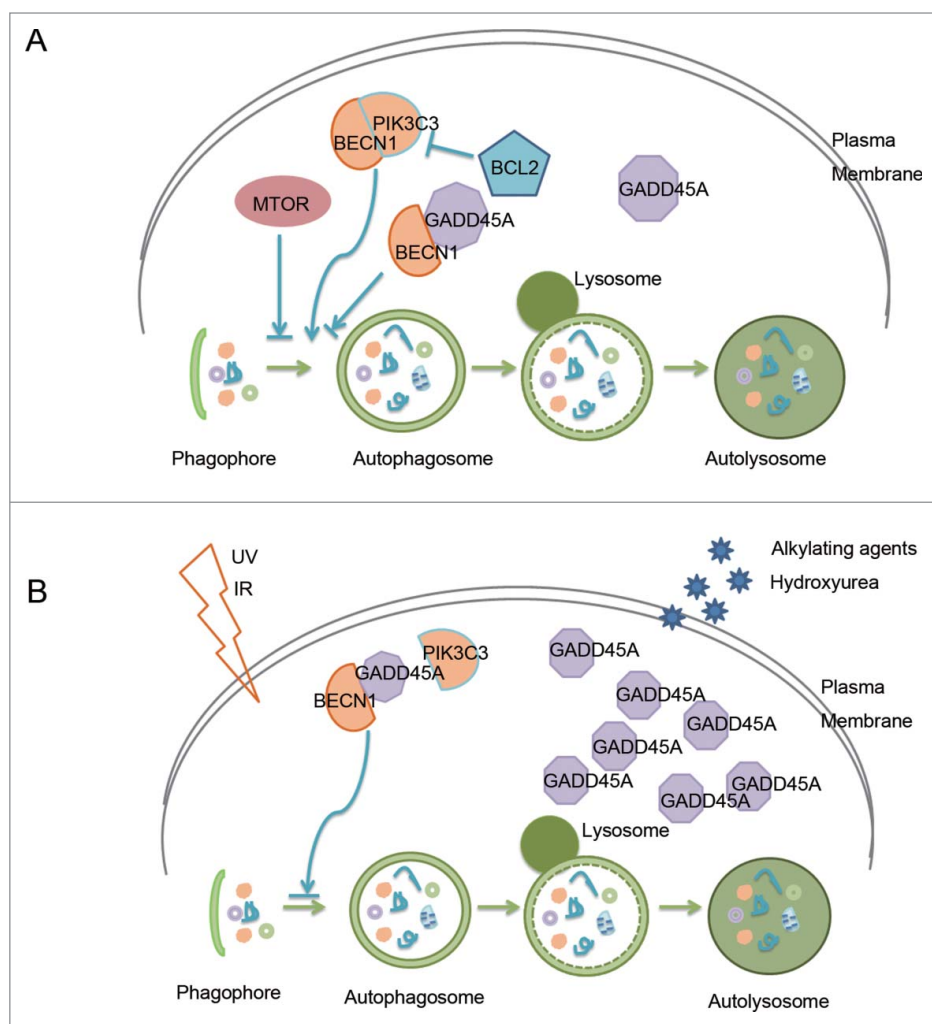 A
PIK3C3
BECN1
BCL2
Plasma
Membrane
MTOR
GADD45A
GADD45A
BECN1
Lysosome
Phagophore
Autophagosome
Autolysosome
B
UV
IR
Alkylating agents
Hydroxyurea
PIK3C3
GADD45A
BECN1
GADD45A
GADD45A
GADD45A
GADD45A
GADD45A
GADD45A
GADD45A
Plasma
Membrane
Lysosome
Phagophore
Autophagosome
Autolysosome